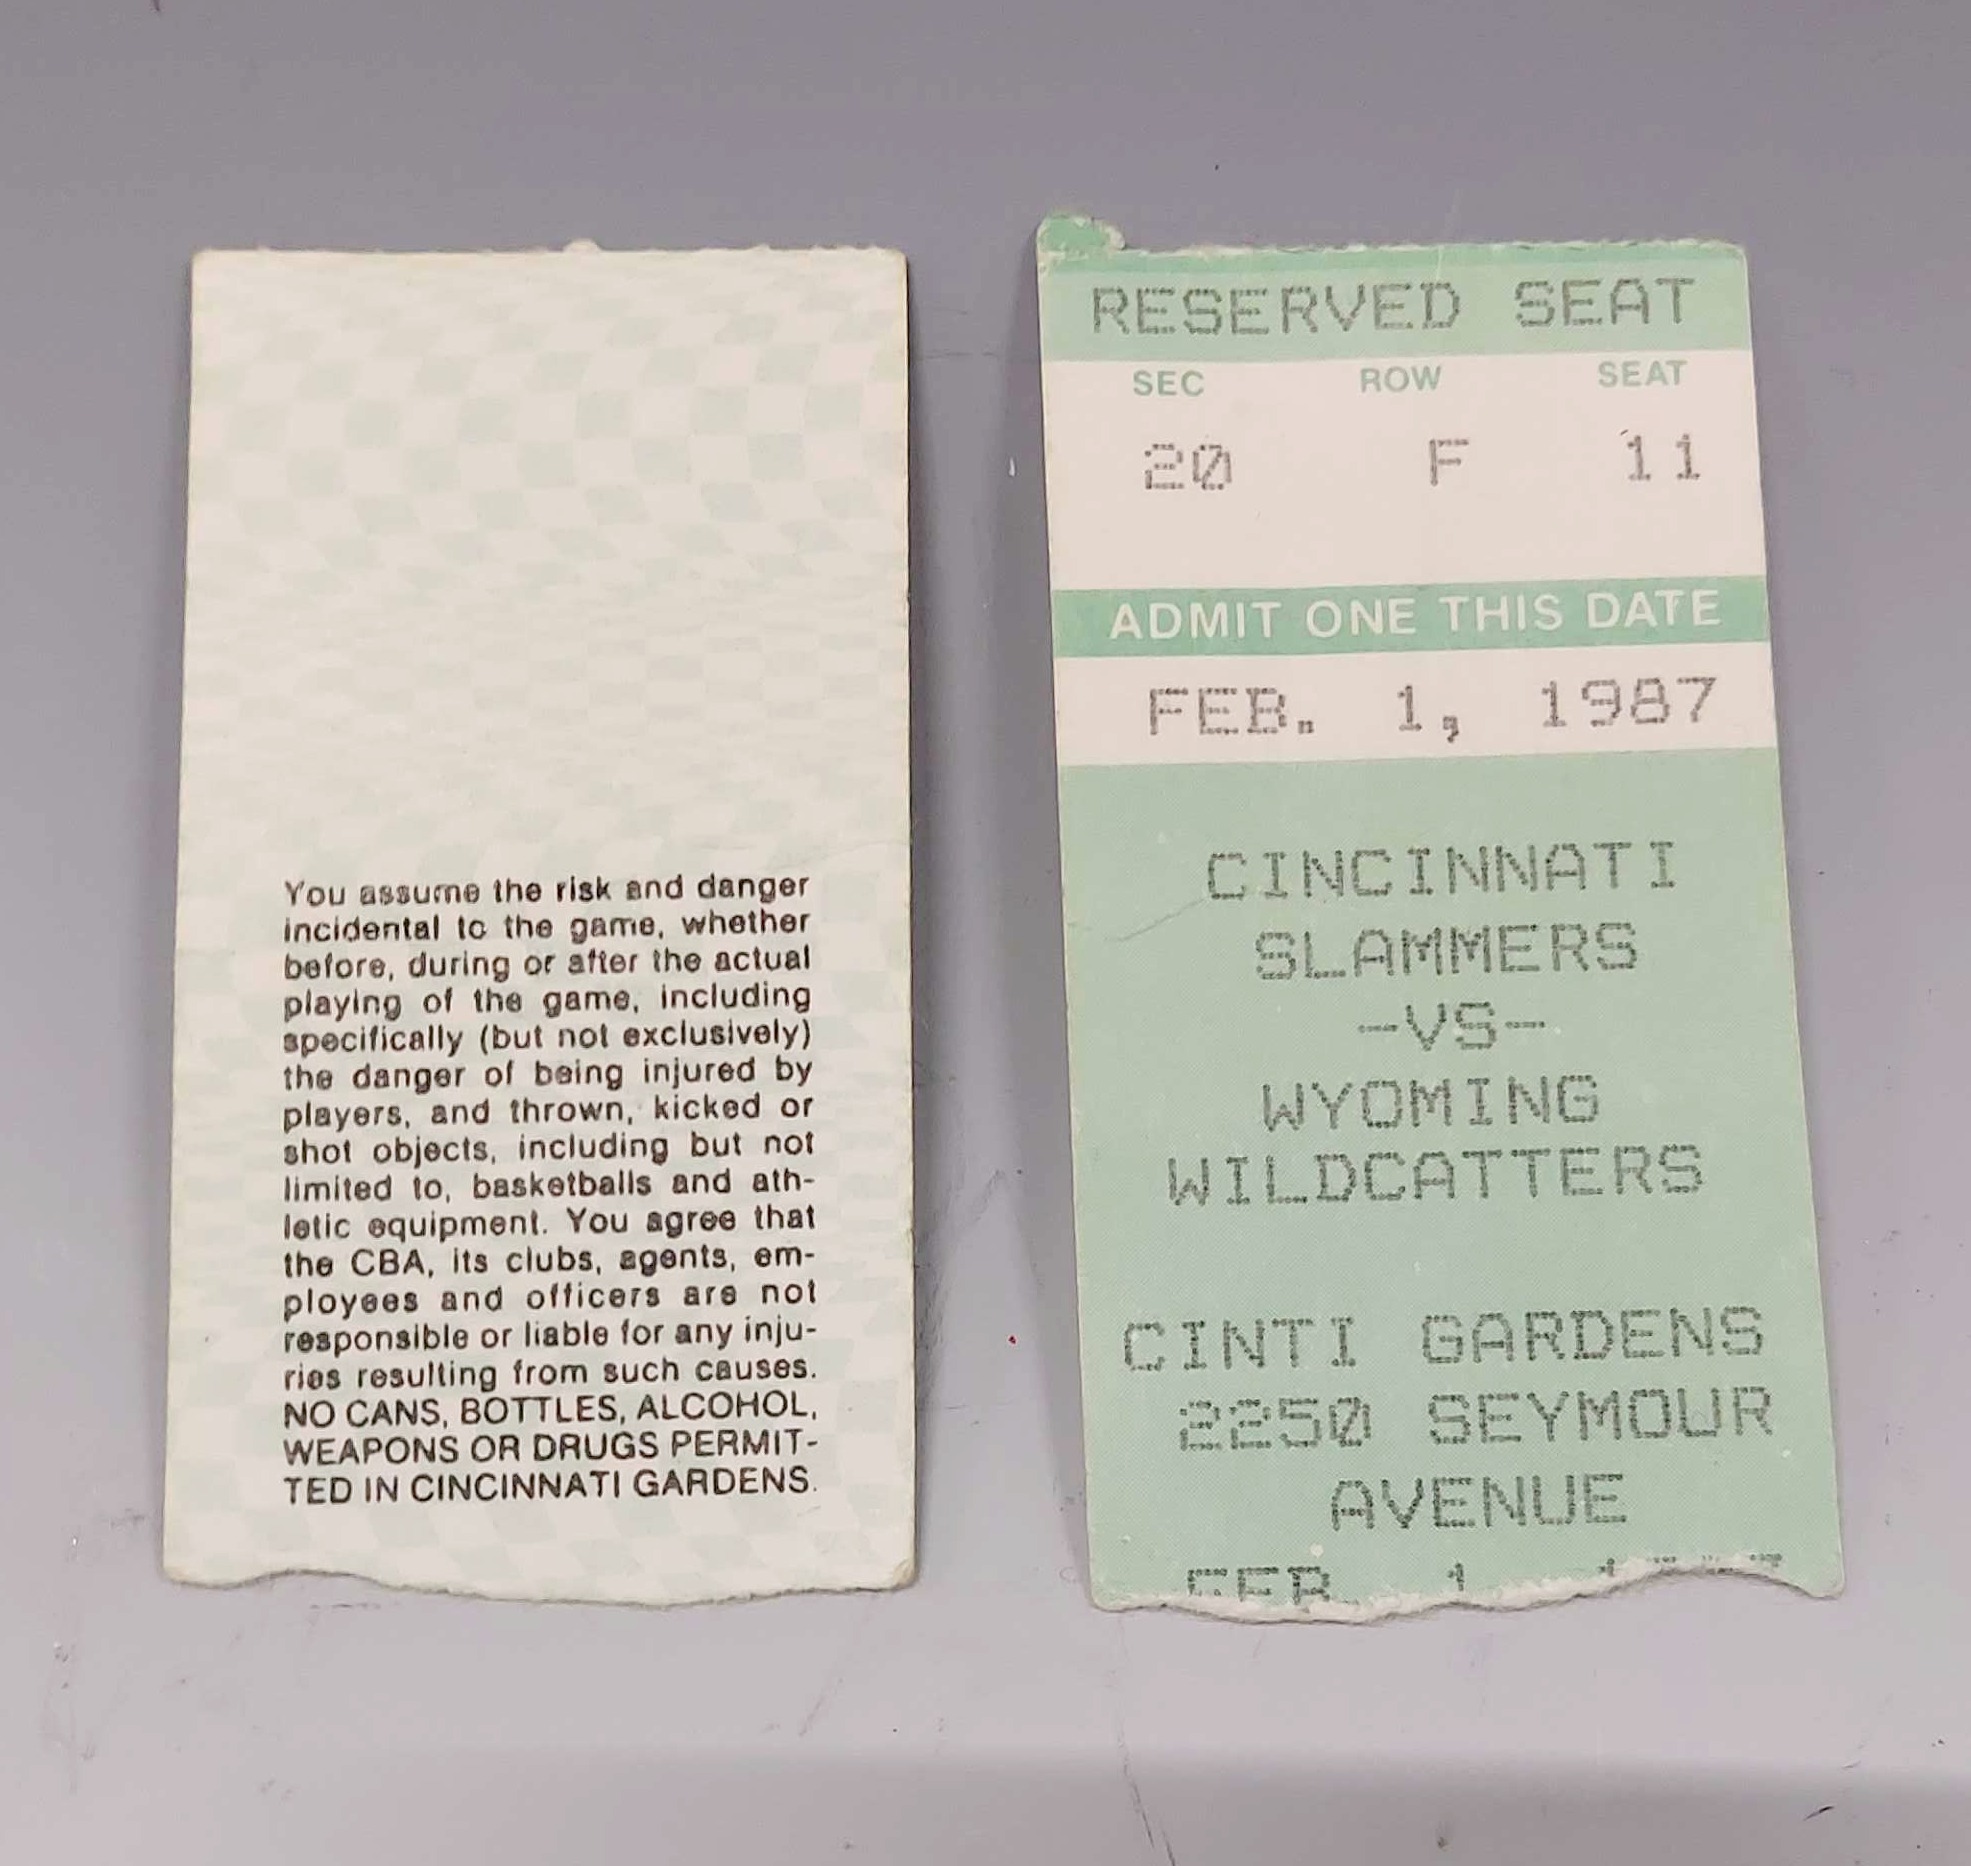 You assume the risk and danger
incidental to the game, whether
before, during or after the actual
playing of the game, including
specifically (but not exclusively)
the danger of being injured by
players, and thrown, kicked or
shot objects, including but not
limited to, basketballs and ath-
letic equipment. You agree that
the CBA, its clubs, agents, em-
ployees and officers are not
responsible or liable for any inju-
ries resulting from such causes.
NO CANS, BOTTLES, ALCOHOL,
WEAPONS OR DRUGS PERMIT-
TED IN CINCINNATI GARDENS.
RESERVED SEAT
SEC ROW SEAT
20 F 11
ADMIT ONE THIS DATE
FEB. 1, 1987
CINCINNATI
SLAMMERS
-VS-
WYOMING
WILDCATTERS
CINTI GARDENS
2250 SEYMOUR
AVENUE
FEB